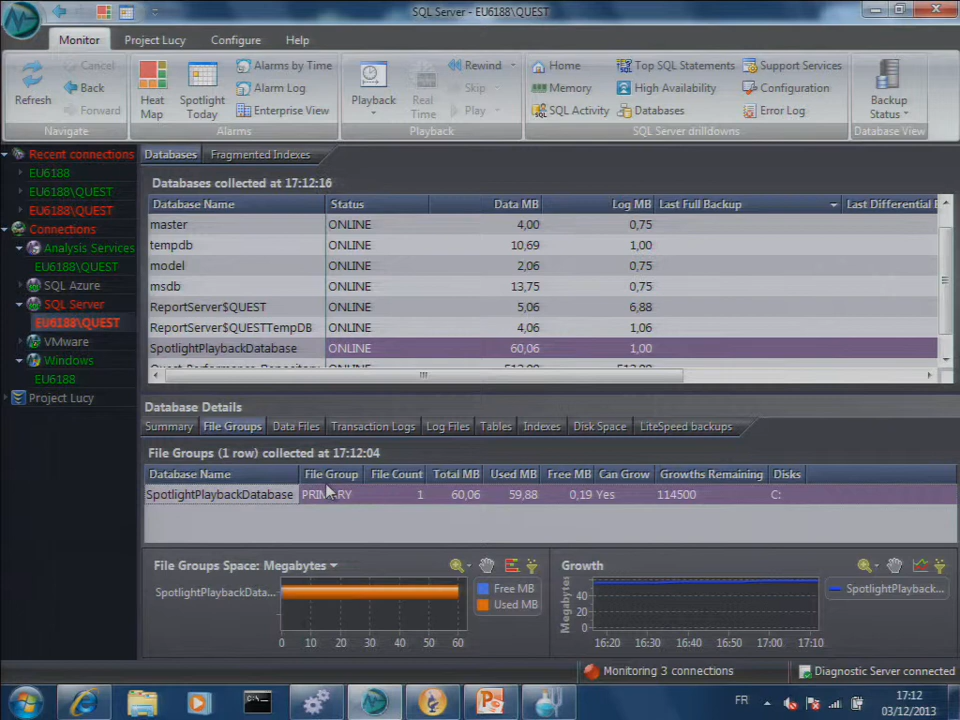 SQL Server - EU6188\QUEST
Monitor
Project Lucy
Configure
Help
Refresh
Cancel
Back
Forward
Navigate
Heat Map
Spotlight Today
Alarms by Time
Alarm Log
Enterprise View
Alarms
Playback
Real Time
Rewind
Skip
Play
Playback
Home
Memory
SQL Activity
Top SQL Statements
High Availability
Databases
Support Services
Configuration
Error Log
SQL Server drilldowns
Backup Status
Database View
Recent connections
EU6188
EU6188\QUEST
EU6188\QUEST
Connections
Analysis Services
EU6188\QUEST
SQL Azure
SQL Server
EU6188\QUEST
VMware
Windows
EU6188
Project Lucy
Databases Fragmented Indexes
Databases collected at 17:12:16
Database Name Status Data MB Log MB Last Full Backup Last Differential
master ONLINE 4,00 0,75
tempdb ONLINE 10,69 1,00
model ONLINE 2,06 0,75
msdb ONLINE 13,75 0,75
ReportServer$QUEST ONLINE 5,06 6,88
ReportServer$QUESTTempDB ONLINE 4,06 1,06
SpotlightPlaybackDatabase ONLINE 60,06 1,00
Database Details
Summary File Groups Data Files Transaction Logs Log Files Tables Indexes Disk Space LiteSpeed backups
File Groups (1 row) collected at 17:12:04
Database Name File Group File Count Total MB Used MB Free MB Can Grow Growths Remaining Disks
SpotlightPlaybackDatabase PRIMARY 1 60,06 59,88 0,19 Yes 114500 C:
File Groups Space: Megabytes
SpotlightPlaybackData...
Free MB
Used MB
0 10 20 30 40 50 60
Growth
Megabytes
40
20
0
16:20 16:30 16:40 16:50 17:00 17:10
SpotlightPlayback...
Monitoring 3 connections
Diagnostic Server connected
FR
17:12
03/12/2013